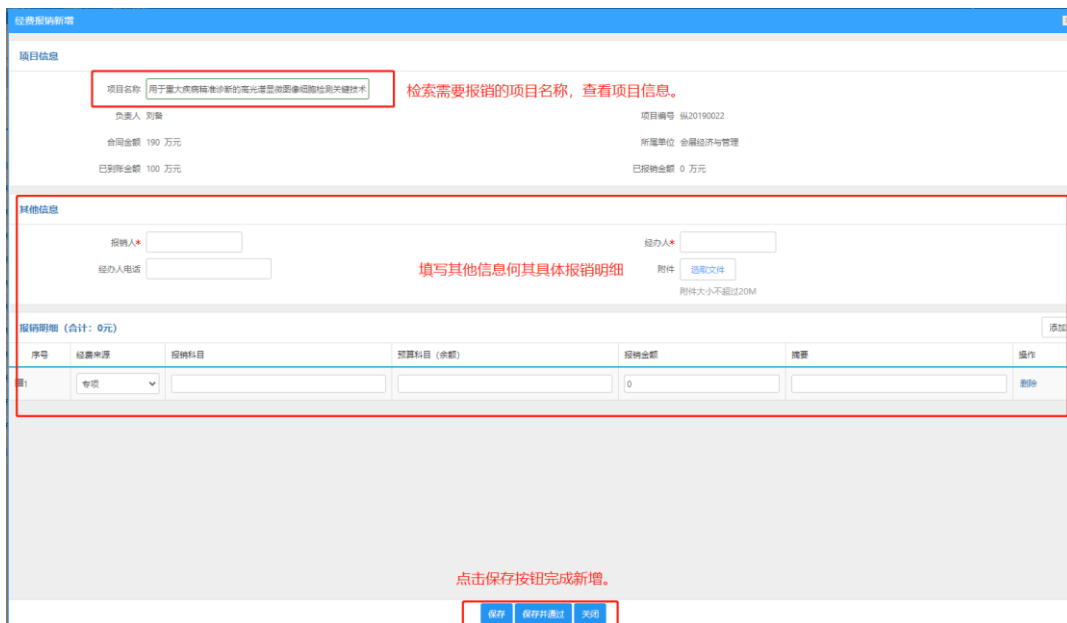 经费报销新增
项目信息
项目名称 用于重大疾病精准诊断的高光谱显微图像细胞检测关键技术 检索需要报销的项目名称，查看项目信息。
负责人 刘 项目编号 纵20190022
合同金额 190 万元 所属单位 会展经济与管理
已到账金额 100 万元 已报销金额 0 万元
其他信息
报销人* 经办人*
经办人电话 填写其他信息何其具体报销明细 附件 选取文件
附件大小不超过20M
报销明细（合计：0元） 添加
序号 经费来源 报销科目 预算科目（余额） 报销金额 摘要 操作
1 专项 0 删除
点击保存按钮完成新增。
保存 保存并通过 关闭